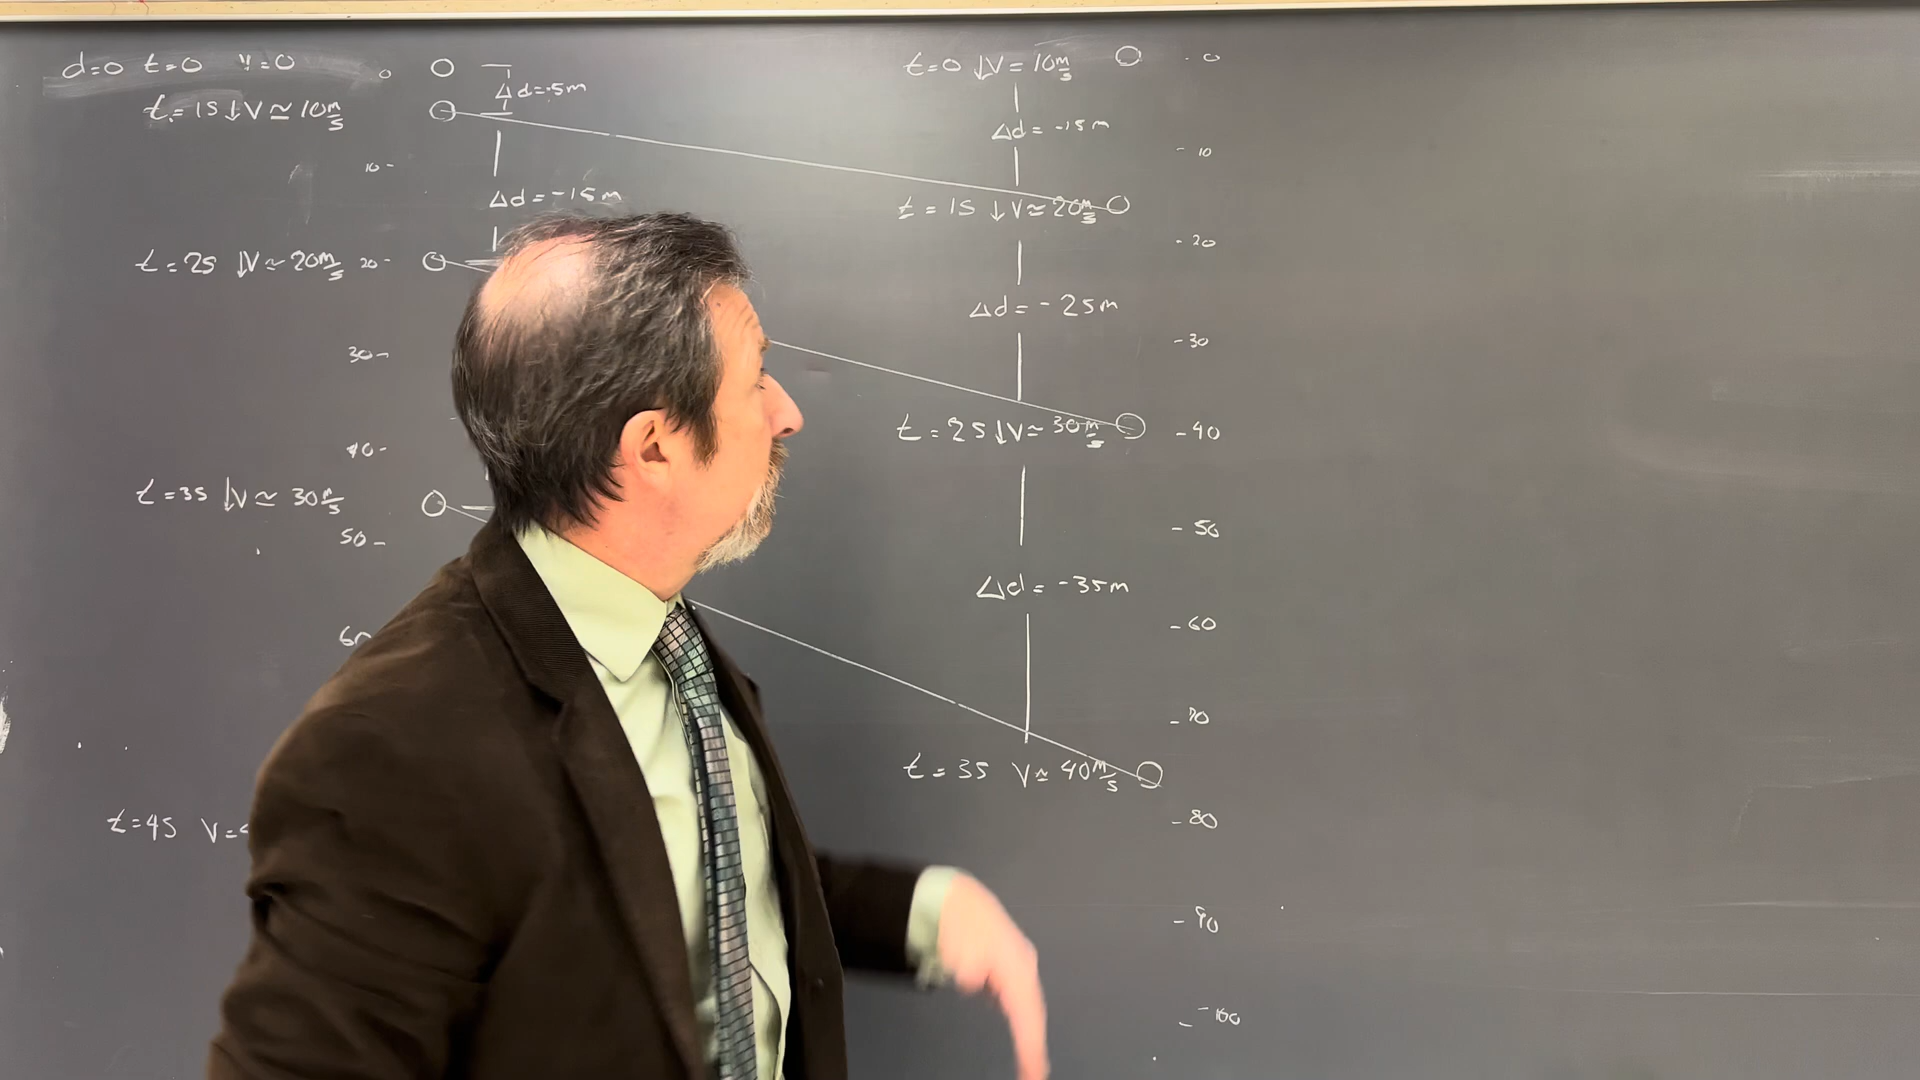 d=0 t=0 V=0
0
Δd=-5m
t=1S ↓V≃10m/s
10-
Δd=-15m
t=2S ↓V≃20m/s
20-
30-
40-
t=3S ↓V≃30m/s
50-
60
t=4S V=
t=0 ↓V=10m/s
- 0
Δd=-15m
- 10
t=1S ↓V≃20m/s
- 20
Δd=-25m
- 30
t=2S ↓V≃30m/s
- 40
- 50
Δd=-35m
- 60
- 70
t=3S V≃40m/s
- 80
- 90
- 100